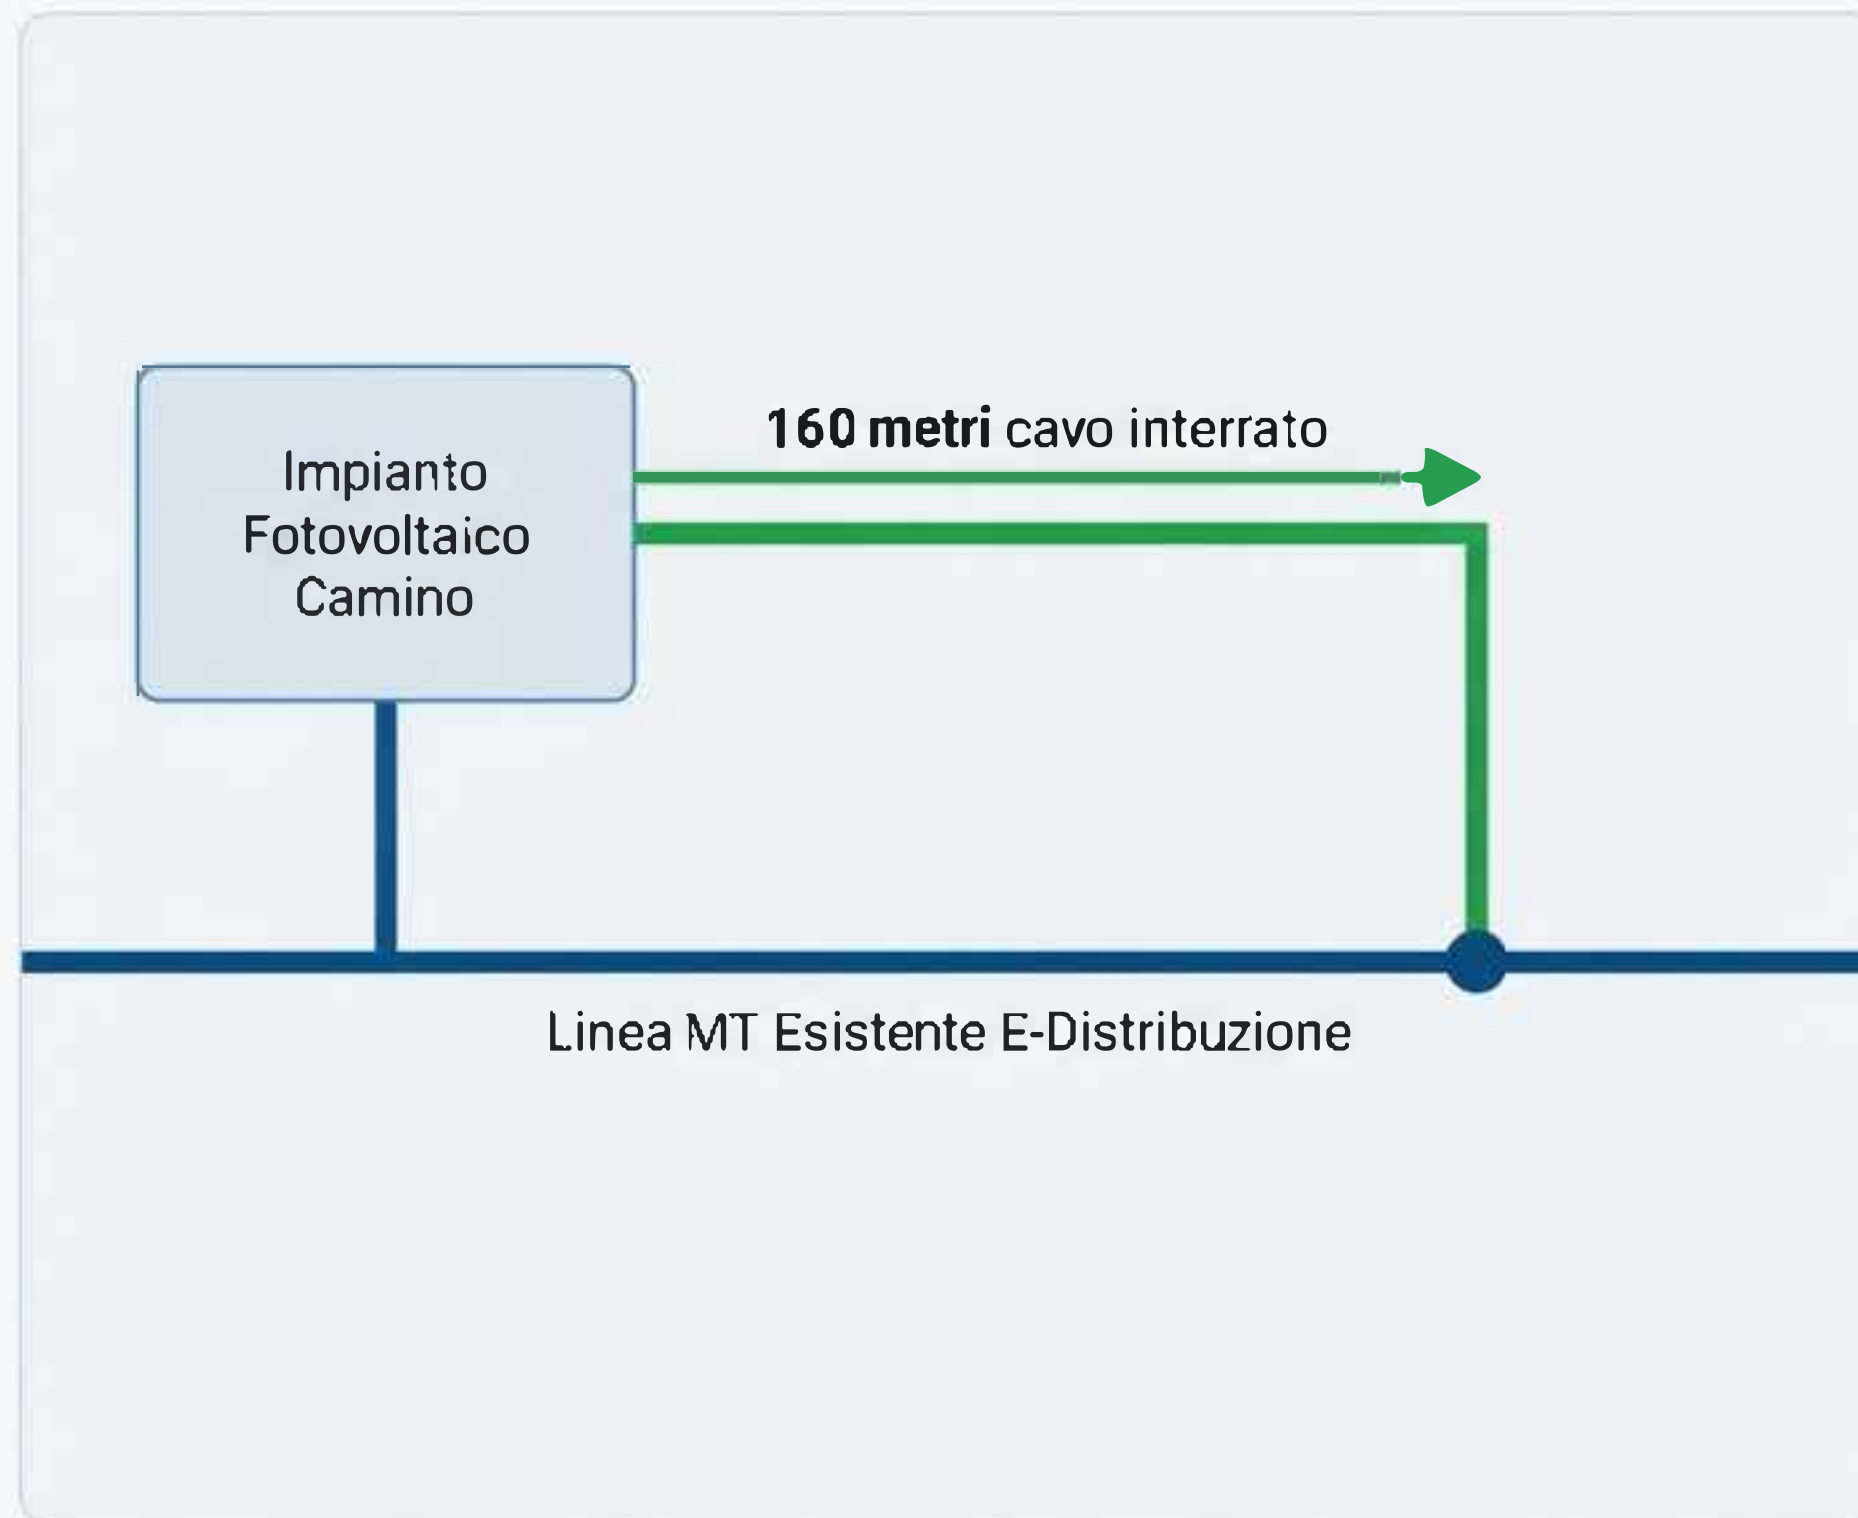 160 metri cavo interrato
Impianto
Fotovoltaico
Camino
Linea MT Esistente E-Distribuzione